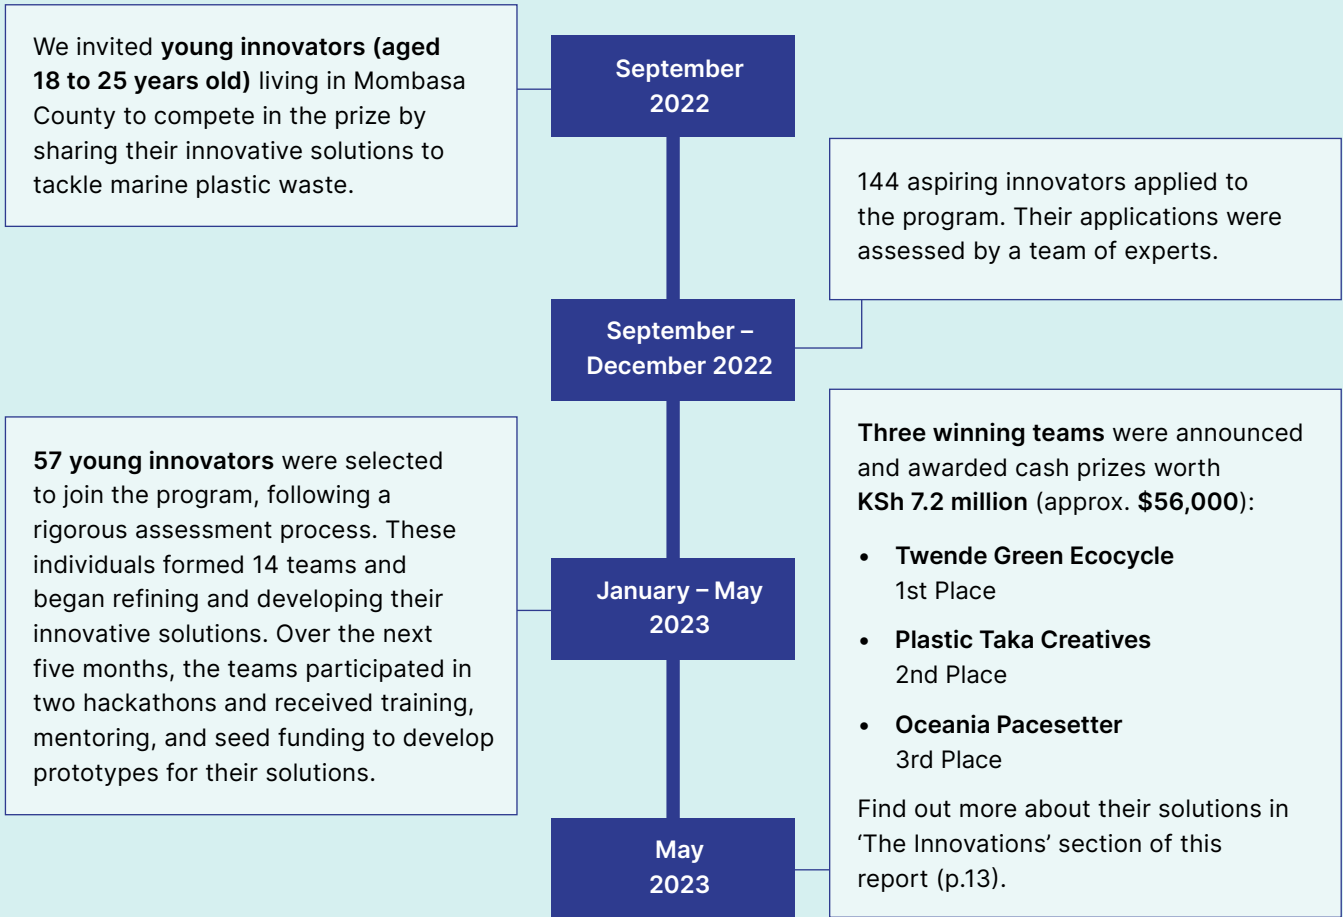 We invited young innovators (aged
18 to 25 years old) living in Mombasa
County to compete in the prize by
sharing their innovative solutions to
tackle marine plastic waste.
September
2022
144 aspiring innovators applied to
the program. Their applications were
assessed by a team of experts.
September –
December 2022
57 young innovators were selected
to join the program, following a
rigorous assessment process. These
individuals formed 14 teams and
began refining and developing their
innovative solutions. Over the next
five months, the teams participated in
two hackathons and received training,
mentoring, and seed funding to develop
prototypes for their solutions.
January – May
2023
Three winning teams were announced
and awarded cash prizes worth
KSh 7.2 million (approx. $56,000):
• Twende Green Ecocycle
1st Place
• Plastic Taka Creatives
2nd Place
• Oceania Pacesetter
3rd Place
Find out more about their solutions in
‘The Innovations’ section of this
report (p.13).
May
2023